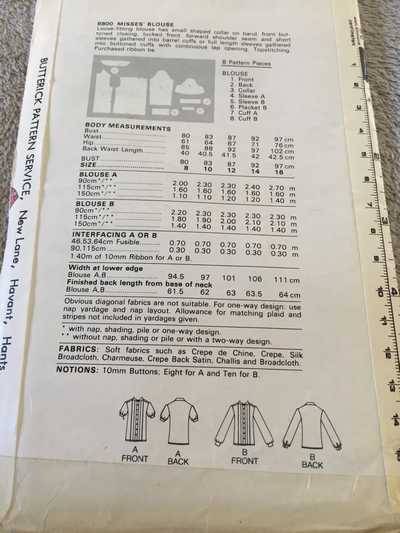 6800 MISSES' BLOUSE
Loose-fitting blouse has small shaped collar on band, front but-
toned closing, tucked front, forward shoulder seam and short
sleeves gathered into barrel cuffs or full length sleeves gathered
into buttoned cuffs with continuous lap opening. Topstitching.
Purchased ribbon tie.
8 Pattern Pieces
BLOUSE
1. Front
2. Back
3. Collar
4. Sleeve A
5. Sleeve B
6. Placket B
7. Cuff A
8. Cuff B
BODY MEASUREMENTS
Bust 80 83 87 92 97 cm
Waist 61 64 67 71 76 cm
Hip 85 88 92 97 102 cm
Back Waist Length 40 40.5 41.5 42 42.5 cm
BUST 80 83 87 92 97 cm
SIZE 8 10 12 14 16
BLOUSE A
90cm*/** 2.00 2.30 2.30 2.40 2.70 m
115cm*/** 1.60 1.60 1.60 1.60 1.60 m
150cm*/** 1.10 1.10 1.20 1.20 1.40 m
BLOUSE B
90cm*/** 2.20 2.30 2.30 2.30 2.80 m
115cm*/** 1.80 1.90 2.00 2.10 2.10 m
150cm*/** 1.40 1.40 1.40 1.40 1.40 m
INTERFACING A OR B
46.53.64cm Fusible 0.70 0.70 0.70 0.70 0.70 m
90.115cm 0.30 0.30 0.30 0.30 0.30 m
1.40m of 10mm Ribbon for A or B.
Width at lower edge
Blouse A.B 94.5 97 101 106 111 cm
Finished back length from base of neck
Blouse A.B 61.5 62 63 63.5 64 cm
Obvious diagonal fabrics are not suitable. For one-way design: use
nap yardage and nap layout. Allowance for matching plaid and
stripes not included in yardages given.
* with nap, shading, pile or one-way design.
** without nap, shading or pile or with a two-way design.
FABRICS: Soft fabrics such as Crepe de Chine, Crepe, Silk
Broadcloth, Charmeuse, Crepe Back Satin, Challis and Broadcloth.
NOTIONS: 10mm Buttons: Eight for A and Ten for B.
A
FRONT
A
BACK
B
FRONT
B
BACK
BUTTERICK PATTERN SERVICE, New Lane, Havant, Hants